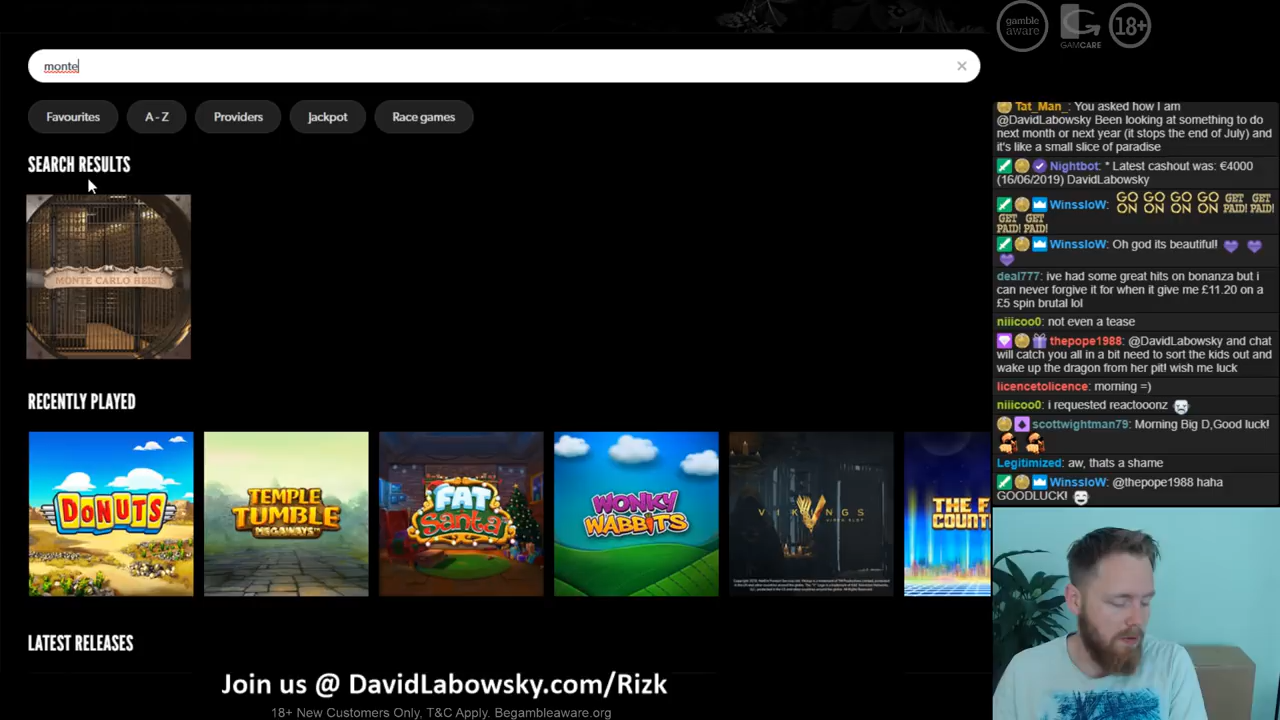 gamble
aware
GAMCARE
18+
monte
Favourites
A - Z
Providers
Jackpot
Race games
SEARCH RESULTS
MONTE CARLO HEIST
RECENTLY PLAYED
DONUTS
TEMPLE
TUMBLE
MEGAWAYS™
FAT
Santa
WONKY
WABBITS
VIKINGS
VIDEO SLOT
THE F
COUNT
LATEST RELEASES
Join us @ DavidLabowsky.com/Rizk
18+ New Customers Only, T&C Apply. Begambleaware.org
Tat_Man_: You asked how I am
@DavidLabowsky Been looking at something to do
next month or next year (it stops the end of July) and
it's like a small slice of paradise
Nightbot: * Latest cashout was: €4000
(16/06/2019) DavidLabowsky
WinssloW: GO ON GO ON GO ON GO ON GET PAID! GET PAID!
GET PAID! GET PAID!
WinssloW: Oh god its beautiful!
deal777: ive had some great hits on bonanza but i
can never forgive it for when it give me £11.20 on a
£5 spin brutal lol
niiicoo0: not even a tease
thepope1988: @DavidLabowsky and chat
will catch you all in a bit need to sort the kids out and
wake up the dragon from her pit! wish me luck
licencetolicence: morning =)
niiicoo0: i requested reactooonz
scottwightman79: Morning Big D,Good luck!
Legitimized: aw, thats a shame
WinssloW: @thepope1988 haha
GOODLUCK!